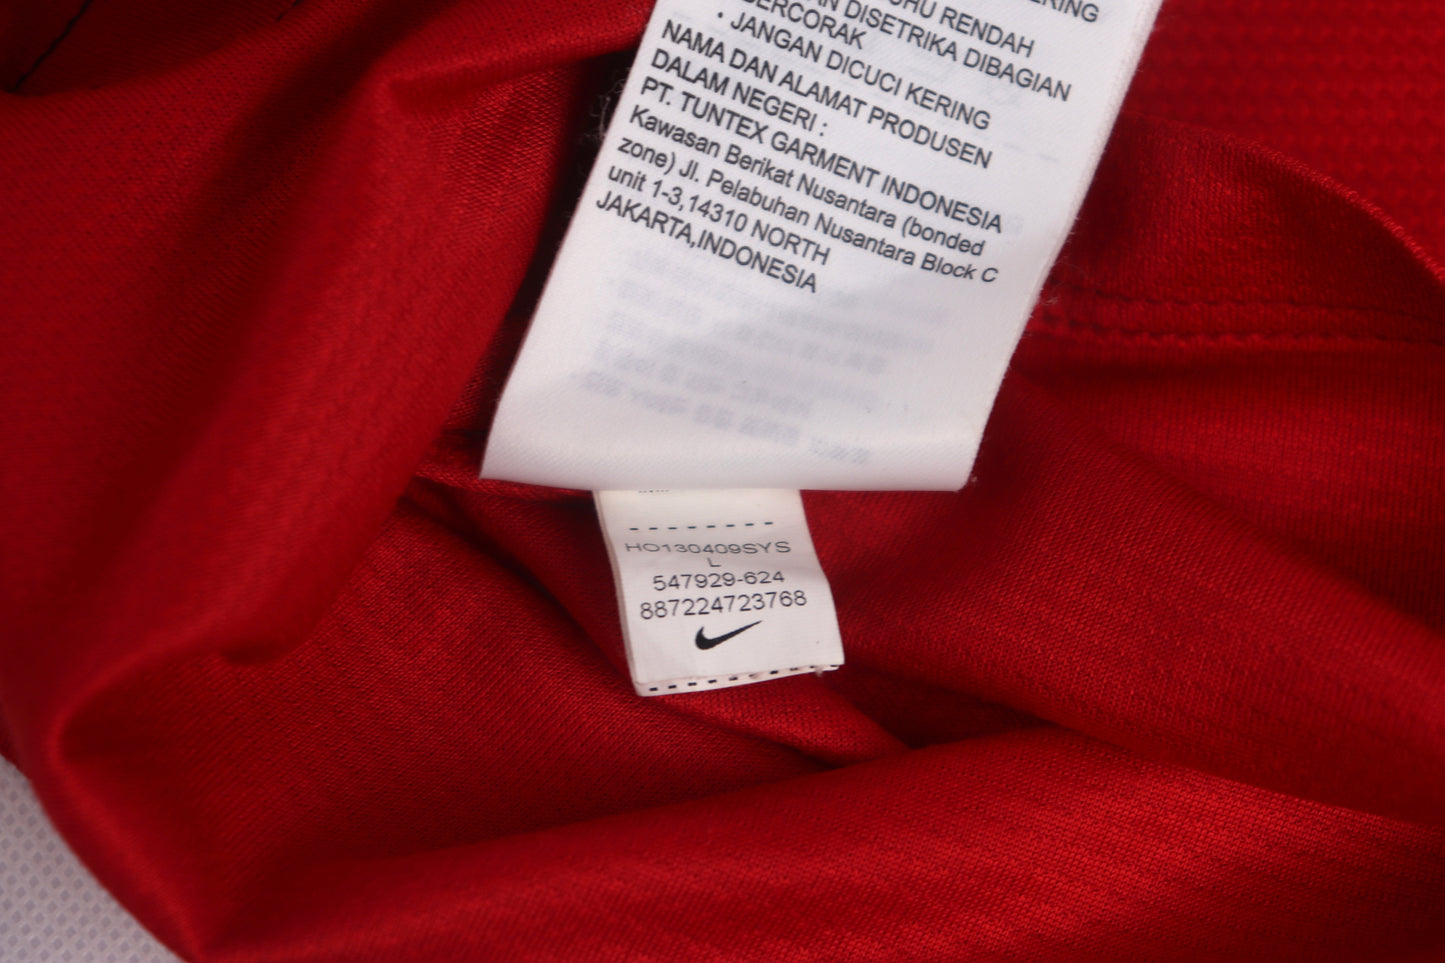 RENDAH
DISETRIKA DIBAGIAN
BERCORAK
• JANGAN DICUCI KERING
NAMA DAN ALAMAT PRODUSEN
DALAM NEGERI :
PT. TUNTEX GARMENT INDONESIA
Kawasan Berikat Nusantara (bonded
zone) Jl. Pelabuhan Nusantara Block C
unit 1-3,14310 NORTH
JAKARTA,INDONESIA
HO130409SYS
L
547929-624
887224723768